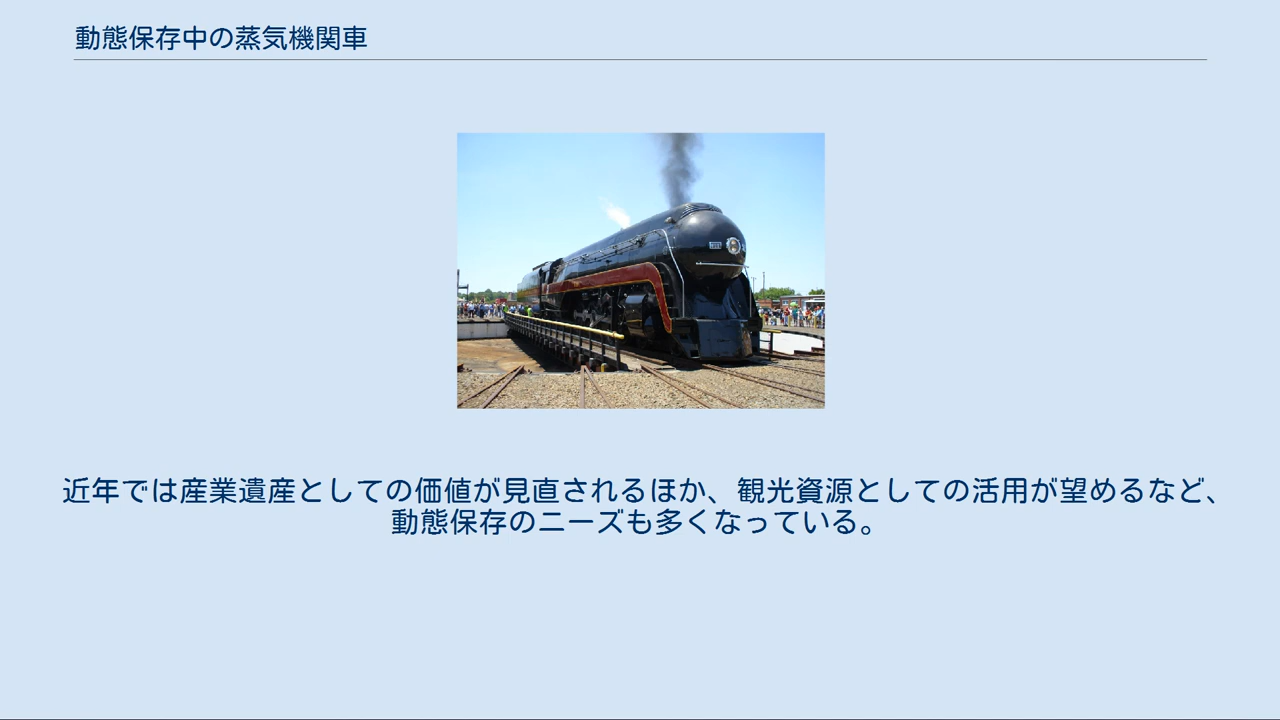 動態保存中の蒸気機関車
近年では産業遺産としての価値が見直されるほか、観光資源としての活用が望めるなど、
動態保存のニーズも多くなっている。